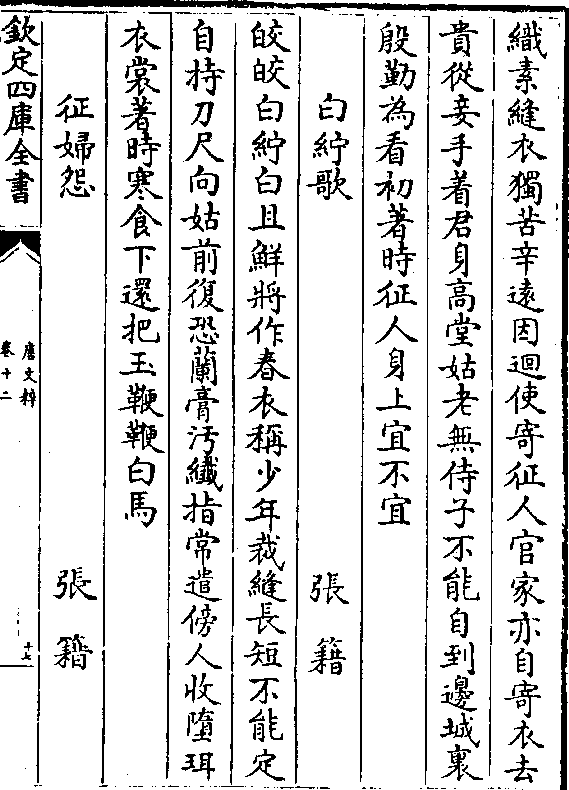 織素縫衣獨苦辛遠因迴使寄征人官家亦自寄衣去
貴從妾手着君身高堂姑老無侍子不能自到邊城裏
殷勤為看初著時征人身上宜不宜
白紵歌 張籍
皎皎白紵白且鮮將作春衣稱少年裁縫長短不能定
自持刀尺向姑前復恐蘭膏汚纖指常遣傍人收墮珥
衣裳著時寒食下還把玉鞭鞭白馬
征婦怨 張籍
欽定四庫全書
唐文粹
卷十二
十七